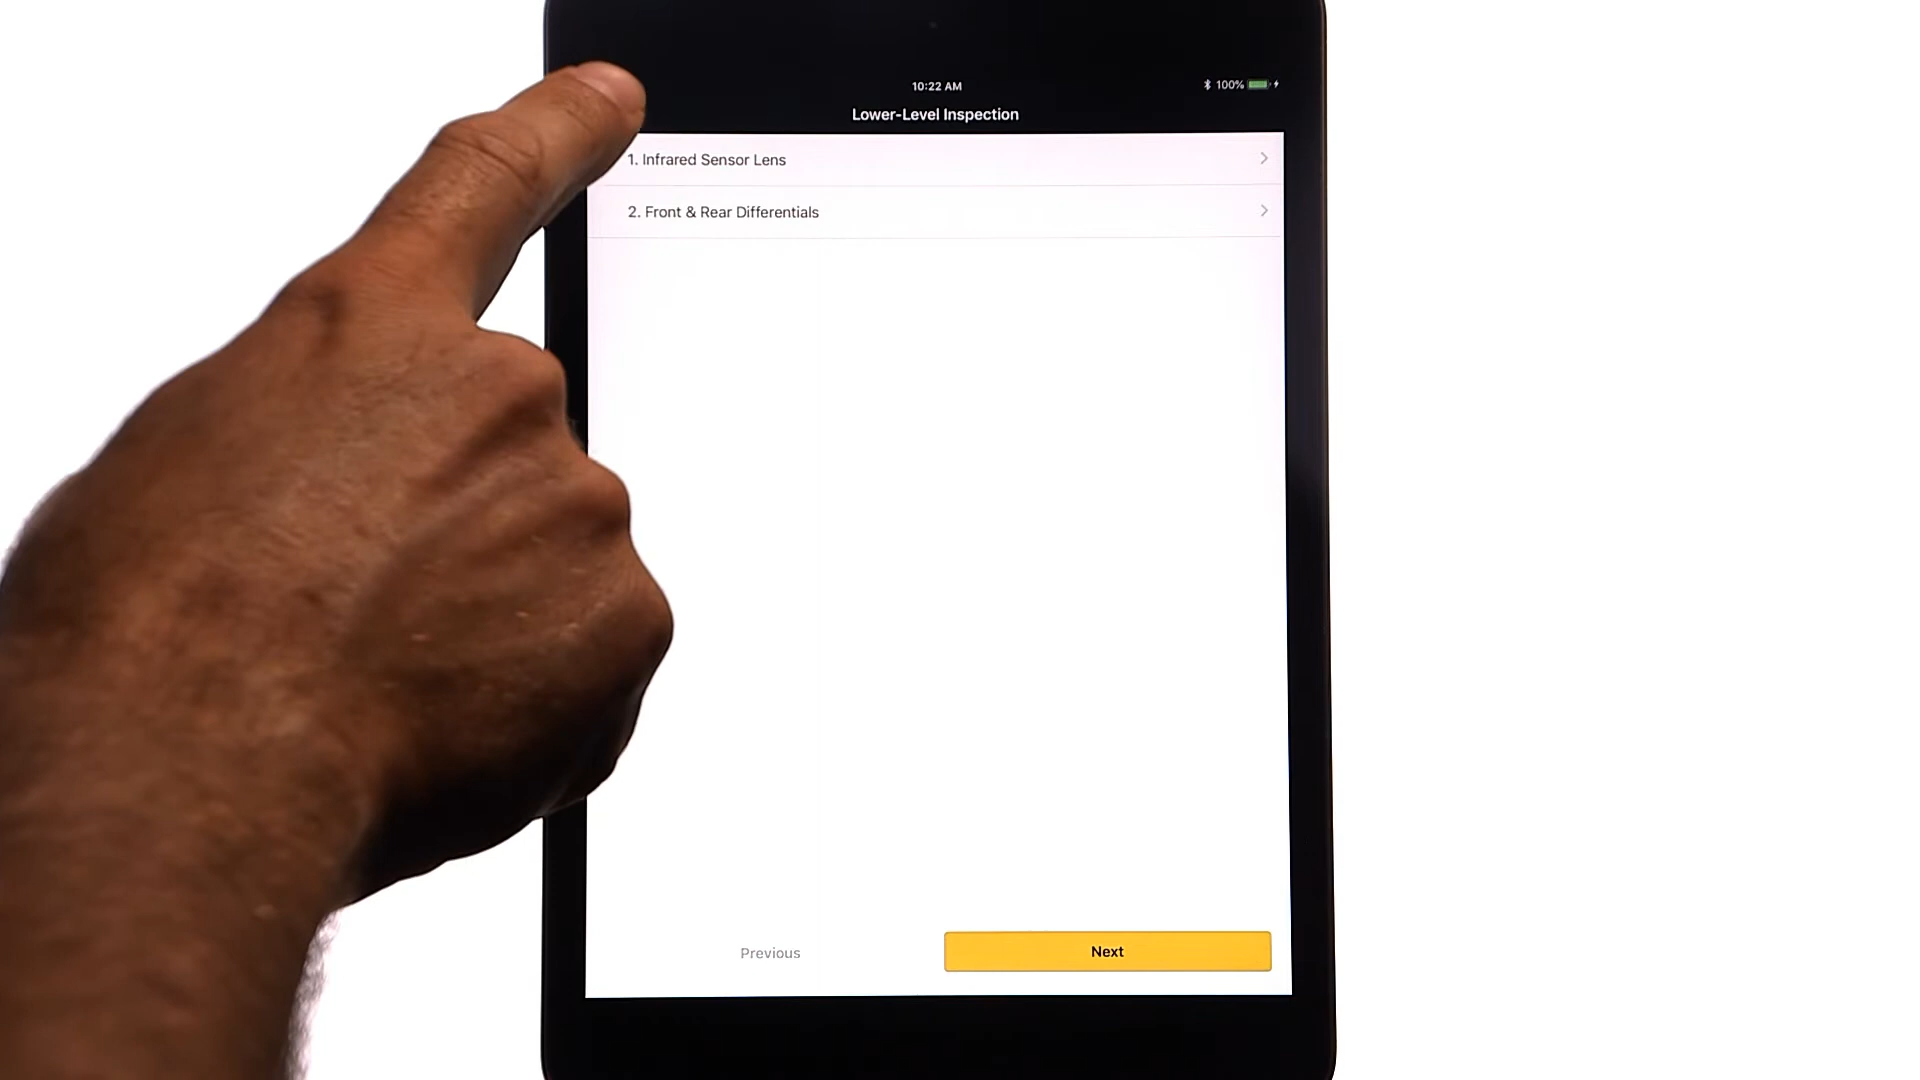 10:22 AM
100%
Lower-Level Inspection
1. Infrared Sensor Lens
2. Front & Rear Differentials
Previous
Next